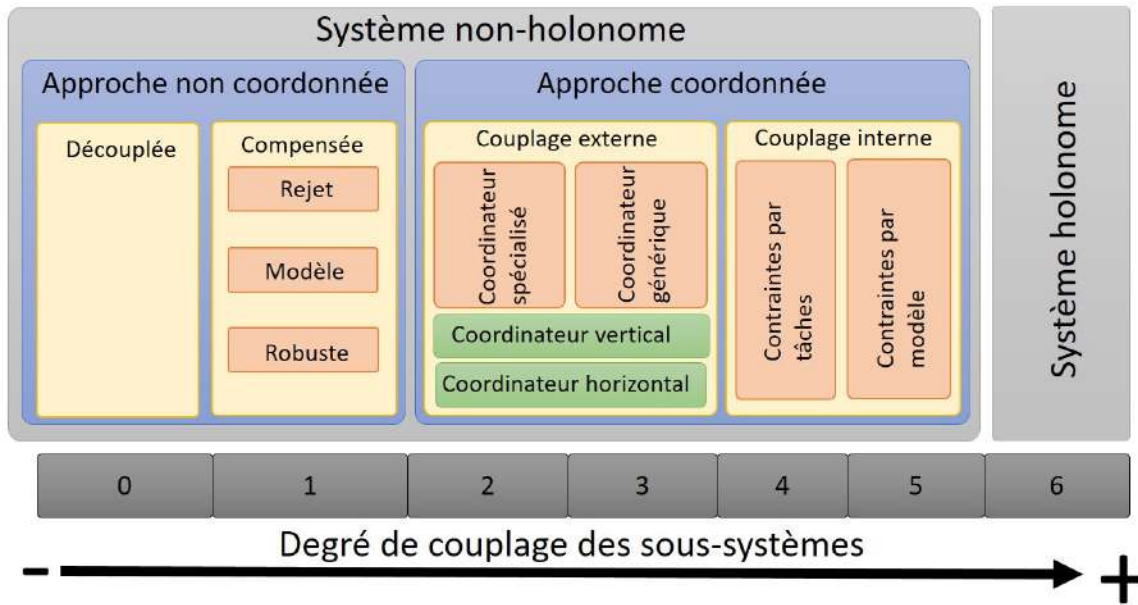 Système non-holonome
Approche non coordonnée
Découplée
Compensée
Rejet
Modèle
Robuste
Approche coordonnée
Couplage externe
Coordinateur
spécialisé
Coordinateur
générique
Coordinateur vertical
Coordinateur horizontal
Couplage interne
Contraintes par
tâches
Contraintes par
modèle
Système holonome
0
1
2
3
4
5
6
Degré de couplage des sous-systèmes
- +